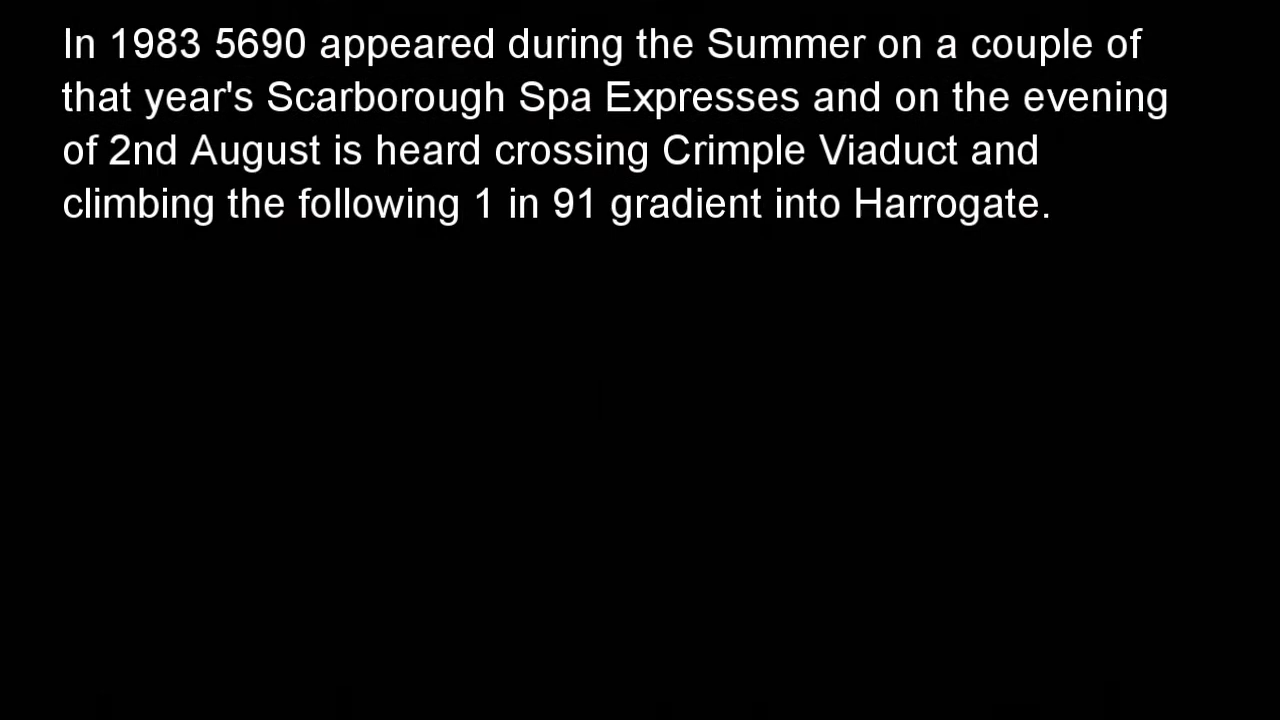 In 1983 5690 appeared during the Summer on a couple of
that year's Scarborough Spa Expresses and on the evening
of 2nd August is heard crossing Crimple Viaduct and
climbing the following 1 in 91 gradient into Harrogate.